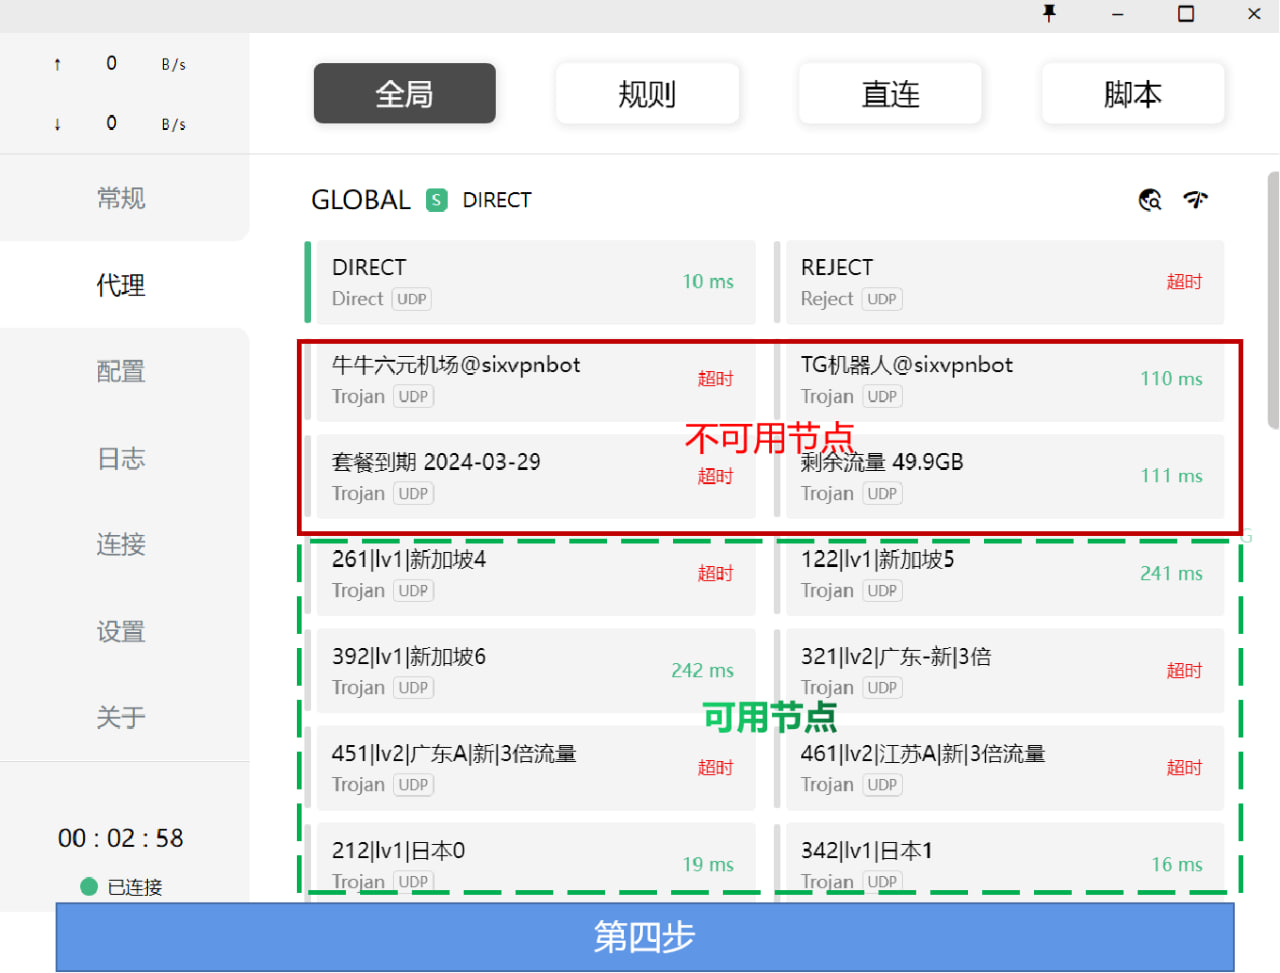 ↑ 0 B/s
↓ 0 B/s
全局 规则 直连 脚本
常规
代理
配置
日志
连接
设置
关于
00 : 02 : 58
已连接
GLOBAL S DIRECT
DIRECT
Direct UDP
10 ms
REJECT
Reject UDP
超时
牛牛六元机场@sixvpnbot
Trojan UDP
超时
TG机器人@sixvpnbot
Trojan UDP
110 ms
不可用节点
套餐到期 2024-03-29
Trojan UDP
超时
剩余流量 49.9GB
Trojan UDP
111 ms
261|lv1|新加坡4
Trojan UDP
超时
122|lv1|新加坡5
Trojan UDP
241 ms
392|lv1|新加坡6
Trojan UDP
242 ms
321|lv2|广东-新|3倍
Trojan UDP
超时
可用节点
451|lv2|广东A|新|3倍流量
Trojan UDP
超时
461|lv2|江苏A|新|3倍流量
Trojan UDP
超时
212|lv1|日本0
Trojan UDP
19 ms
342|lv1|日本1
Trojan UDP
16 ms
第四步